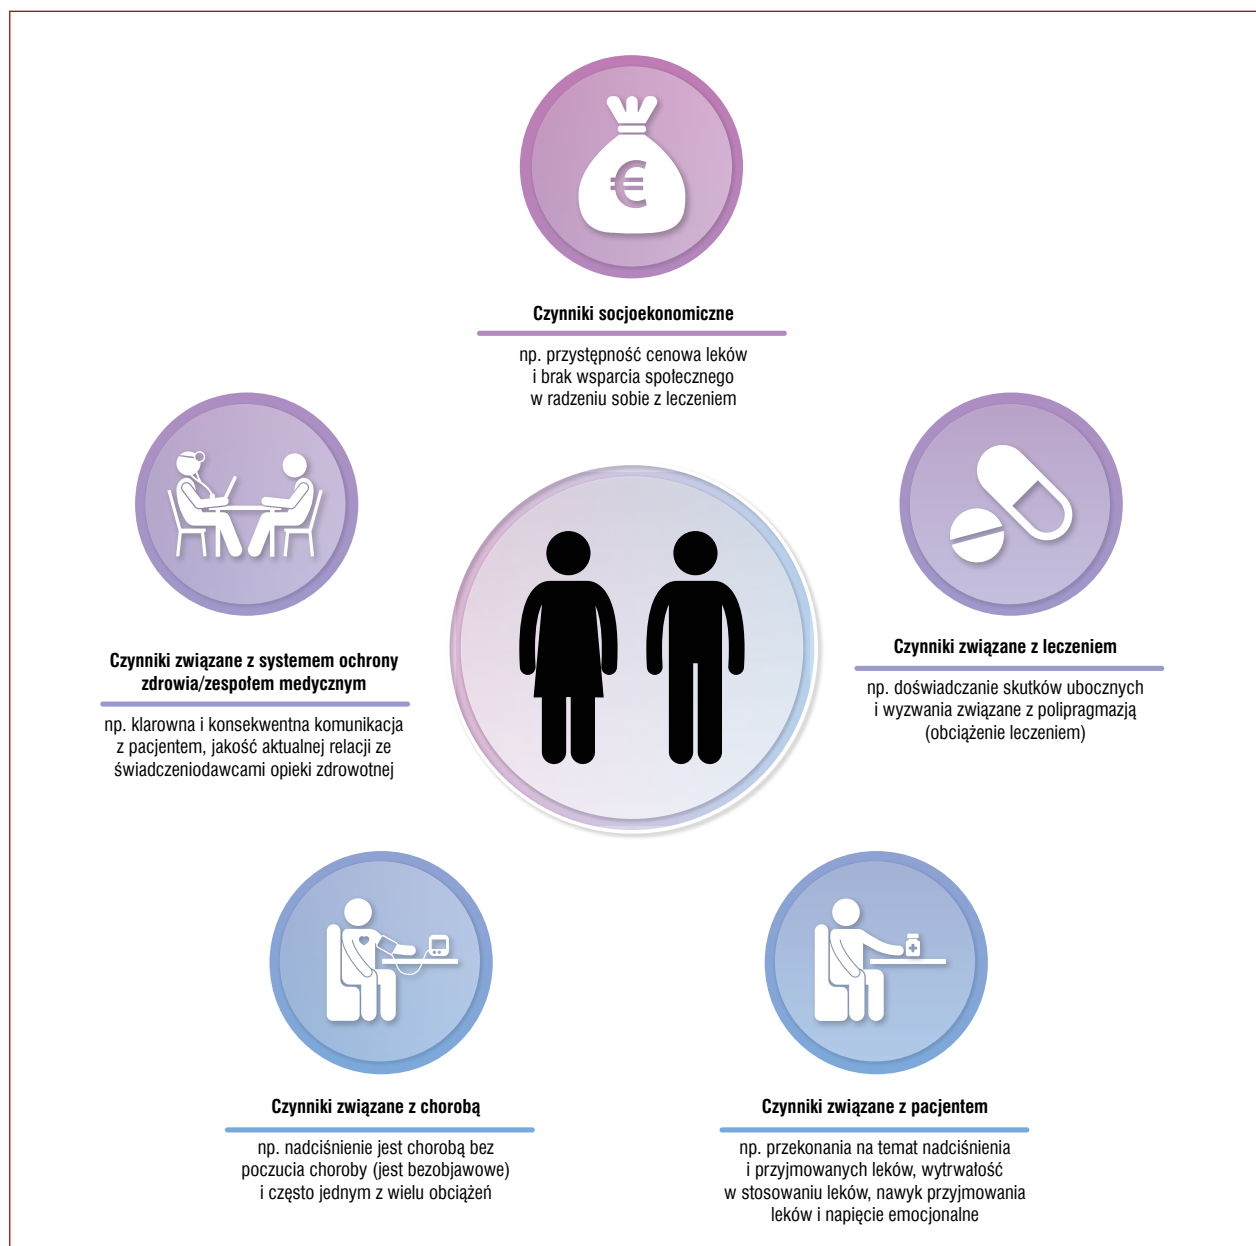 €
Czynniki socjoekonomiczne
np. przystępność cenowa leków
i brak wsparcia społecznego
w radzeniu sobie z leczeniem
Czynniki związane z systemem ochrony
zdrowia/zespołem medycznym
np. klarowna i konsekwentna komunikacja
z pacjentem, jakość aktualnej relacji ze
świadczeniodawcami opieki zdrowotnej
Czynniki związane z leczeniem
np. doświadczanie skutków ubocznych
i wyzwania związane z polipragmazją
(obciążenie leczeniem)
Czynniki związane z chorobą
np. nadciśnienie jest chorobą bez
poczucia choroby (jest bezobjawowe)
i często jednym z wielu obciążeń
Czynniki związane z pacjentem
np. przekonania na temat nadciśnienia
i przyjmowanych leków, wytrwałość
w stosowaniu leków, nawyk przyjmowania
leków i napięcie emocjonalne